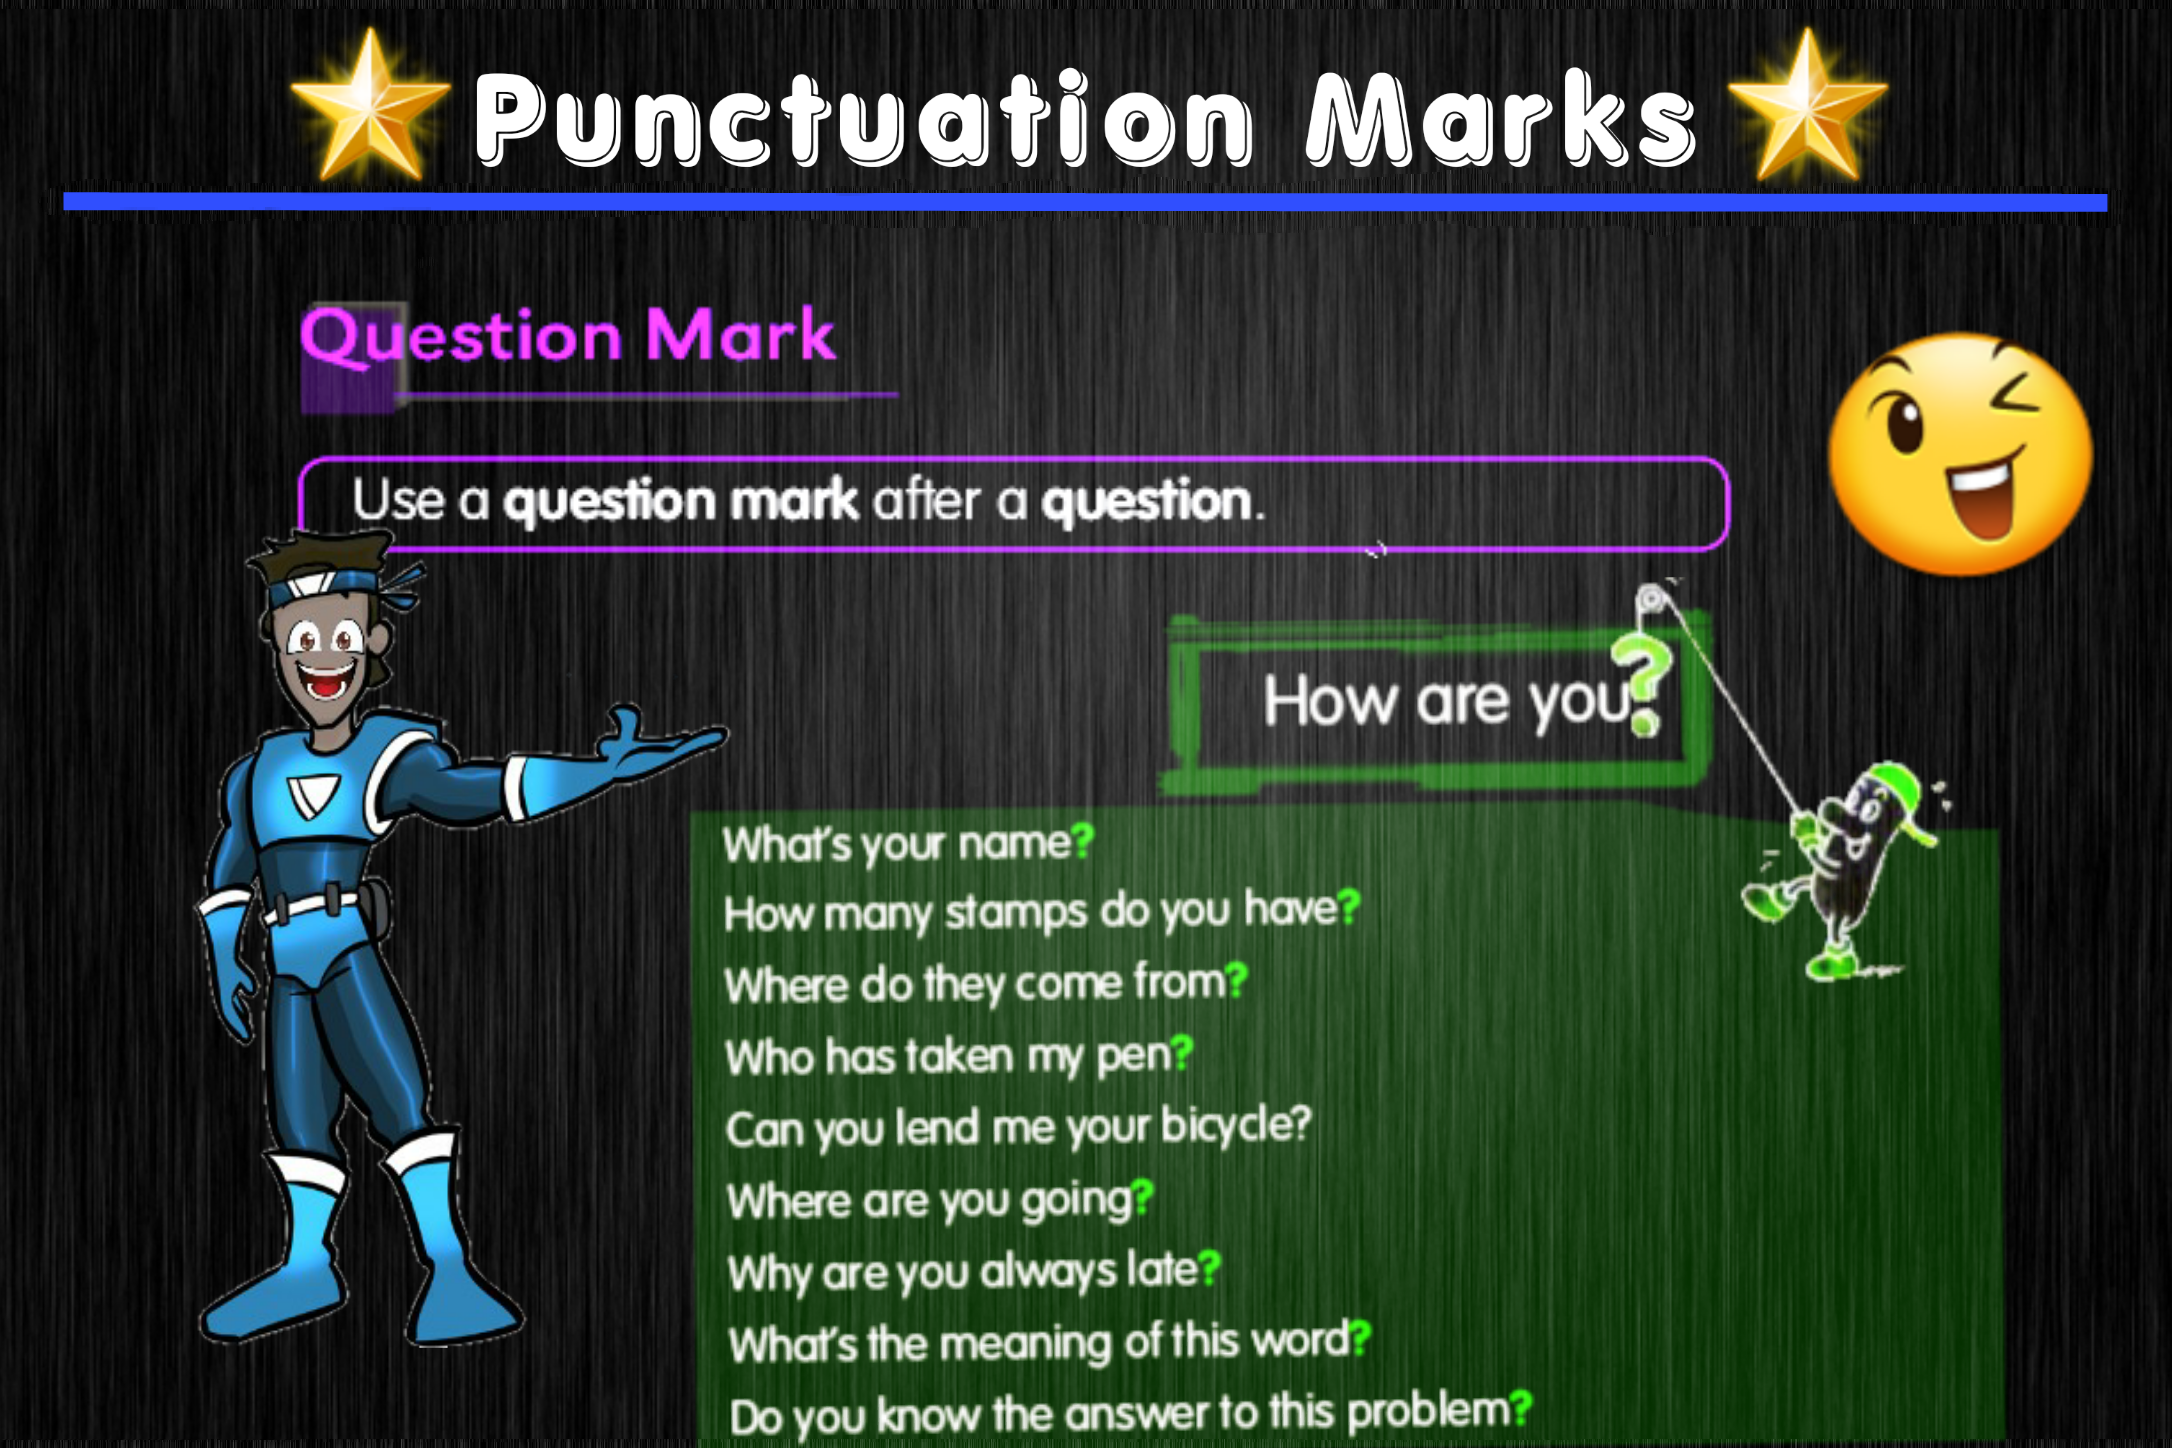 Punctuation Marks
Question Mark
Use a question mark after a question.
How are you?
What's your name?
How many stamps do you have?
Where do they come from?
Who has taken my pen?
Can you lend me your bicycle?
Where are you going?
Why are you always late?
What's the meaning of this word?
Do you know the answer to this problem?